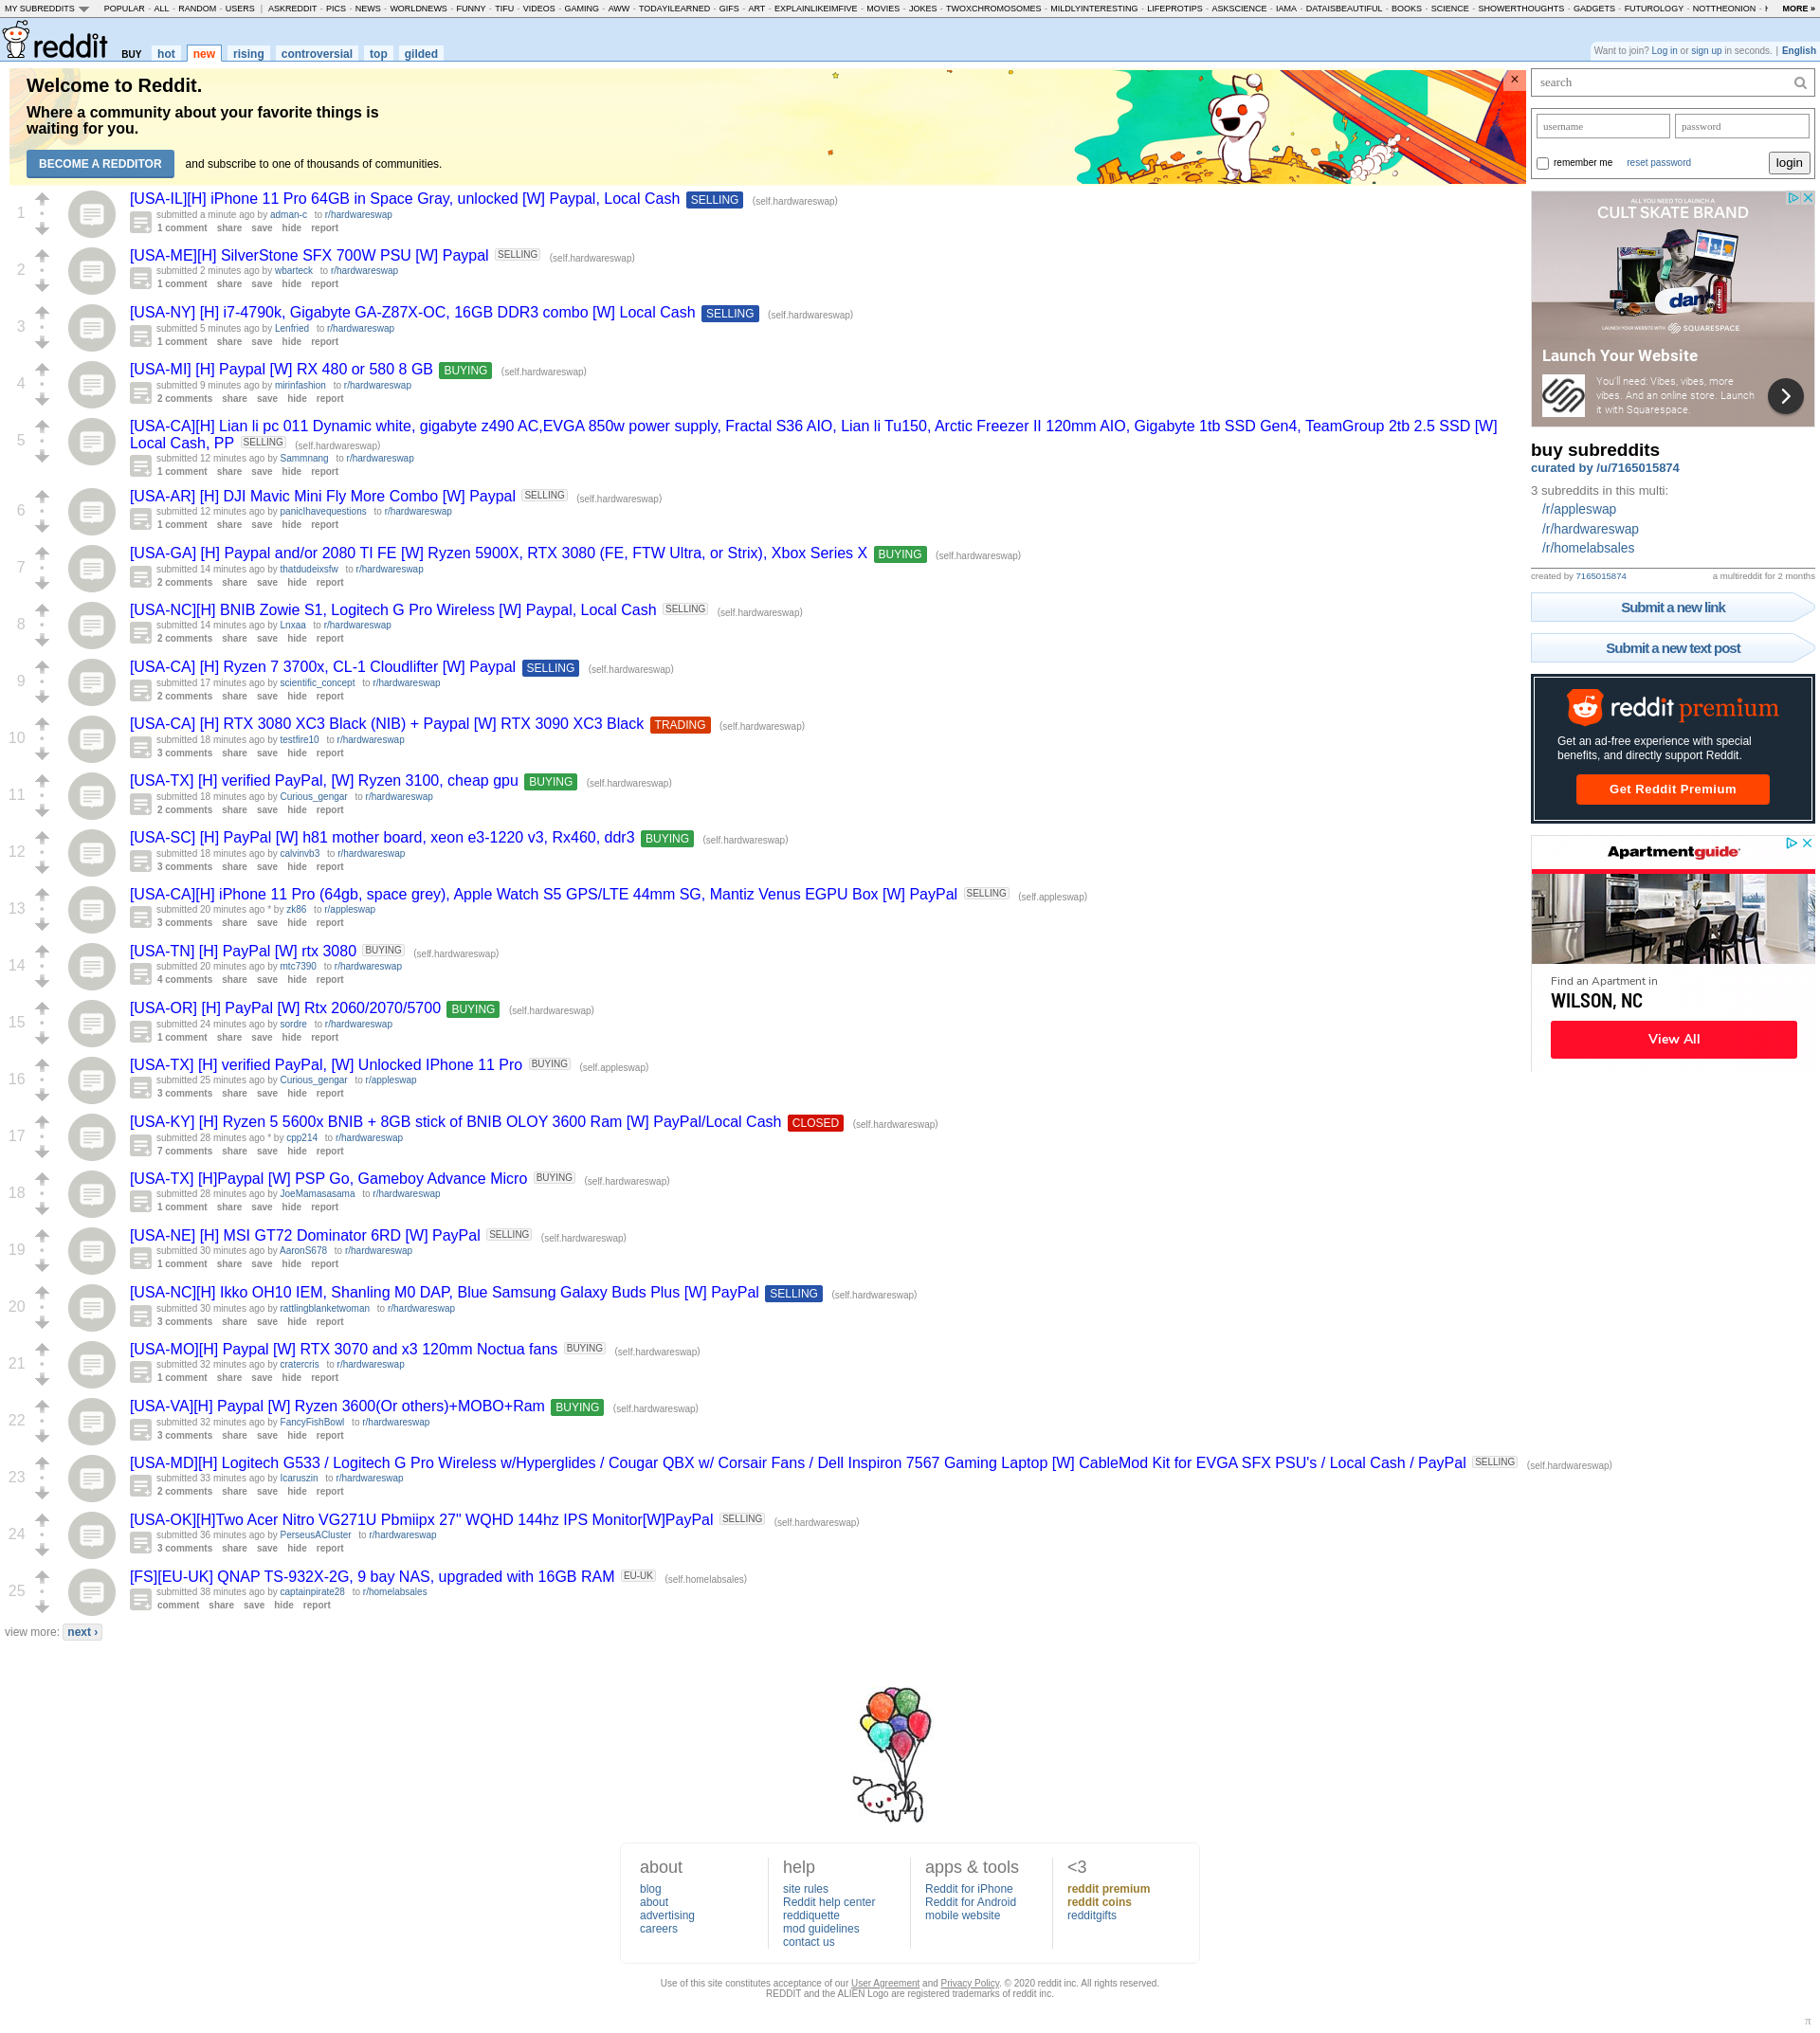 MY SUBREDDITS POPULAR - ALL - RANDOM - USERS | ASKREDDIT - PICS - NEWS - WORLDNEWS - FUNNY - TIFU - VIDEOS - GAMING - AWW - TODAYILEARNED - GIFS - ART - EXPLAINLIKEIMFIVE - MOVIES - JOKES - TWOXCHROMOSOMES - MILDLYINTERESTING - LIFEPROTIPS - ASKSCIENCE - IAMA - DATAISBEAUTIFUL - BOOKS - SCIENCE - SHOWERTHOUGHTS - GADGETS - FUTUROLOGY - NOTTHEONION - MORE »
reddit BUY hot new rising controversial top gilded
Want to join? Log in or sign up in seconds. | English
Welcome to Reddit.
Where a community about your favorite things is
waiting for you.
BECOME A REDDITOR and subscribe to one of thousands of communities.
×
1
[USA-IL][H] iPhone 11 Pro 64GB in Space Gray, unlocked [W] Paypal, Local Cash SELLING (self.hardwareswap)
submitted a minute ago by adman-c to r/hardwareswap
1 comment share save hide report
2
[USA-ME][H] SilverStone SFX 700W PSU [W] Paypal SELLING (self.hardwareswap)
submitted 2 minutes ago by wbarteck to r/hardwareswap
1 comment share save hide report
3
[USA-NY] [H] i7-4790k, Gigabyte GA-Z87X-OC, 16GB DDR3 combo [W] Local Cash SELLING (self.hardwareswap)
submitted 5 minutes ago by Lenfried to r/hardwareswap
1 comment share save hide report
4
[USA-MI] [H] Paypal [W] RX 480 or 580 8 GB BUYING (self.hardwareswap)
submitted 9 minutes ago by mirinfashion to r/hardwareswap
2 comments share save hide report
5
[USA-CA][H] Lian li pc 011 Dynamic white, gigabyte z490 AC,EVGA 850w power supply, Fractal S36 AIO, Lian li Tu150, Arctic Freezer II 120mm AIO, Gigabyte 1tb SSD Gen4, TeamGroup 2tb 2.5 SSD [W]
Local Cash, PP SELLING (self.hardwareswap)
submitted 12 minutes ago by Sammnang to r/hardwareswap
1 comment share save hide report
6
[USA-AR] [H] DJI Mavic Mini Fly More Combo [W] Paypal SELLING (self.hardwareswap)
submitted 12 minutes ago by paniclhavequestions to r/hardwareswap
1 comment share save hide report
7
[USA-GA] [H] Paypal and/or 2080 TI FE [W] Ryzen 5900X, RTX 3080 (FE, FTW Ultra, or Strix), Xbox Series X BUYING (self.hardwareswap)
submitted 14 minutes ago by thatdudeixsfw to r/hardwareswap
2 comments share save hide report
8
[USA-NC][H] BNIB Zowie S1, Logitech G Pro Wireless [W] Paypal, Local Cash SELLING (self.hardwareswap)
submitted 14 minutes ago by Lnxaa to r/hardwareswap
2 comments share save hide report
9
[USA-CA] [H] Ryzen 7 3700x, CL-1 Cloudlifter [W] Paypal SELLING (self.hardwareswap)
submitted 17 minutes ago by scientific_concept to r/hardwareswap
2 comments share save hide report
10
[USA-CA] [H] RTX 3080 XC3 Black (NIB) + Paypal [W] RTX 3090 XC3 Black TRADING (self.hardwareswap)
submitted 18 minutes ago by testfire10 to r/hardwareswap
3 comments share save hide report
11
[USA-TX] [H] verified PayPal, [W] Ryzen 3100, cheap gpu BUYING (self.hardwareswap)
submitted 18 minutes ago by Curious_gengar to r/hardwareswap
2 comments share save hide report
12
[USA-SC] [H] PayPal [W] h81 mother board, xeon e3-1220 v3, Rx460, ddr3 BUYING (self.hardwareswap)
submitted 18 minutes ago by calvinvb3 to r/hardwareswap
3 comments share save hide report
13
[USA-CA][H] iPhone 11 Pro (64gb, space grey), Apple Watch S5 GPS/LTE 44mm SG, Mantiz Venus EGPU Box [W] PayPal SELLING (self.appleswap)
submitted 20 minutes ago * by zk86 to r/appleswap
3 comments share save hide report
14
[USA-TN] [H] PayPal [W] rtx 3080 BUYING (self.hardwareswap)
submitted 20 minutes ago by mtc7390 to r/hardwareswap
4 comments share save hide report
15
[USA-OR] [H] PayPal [W] Rtx 2060/2070/5700 BUYING (self.hardwareswap)
submitted 24 minutes ago by sordre to r/hardwareswap
1 comment share save hide report
16
[USA-TX] [H] verified PayPal, [W] Unlocked IPhone 11 Pro BUYING (self.appleswap)
submitted 25 minutes ago by Curious_gengar to r/appleswap
3 comments share save hide report
17
[USA-KY] [H] Ryzen 5 5600x BNIB + 8GB stick of BNIB OLOY 3600 Ram [W] PayPal/Local Cash CLOSED (self.hardwareswap)
submitted 28 minutes ago * by cpp214 to r/hardwareswap
7 comments share save hide report
18
[USA-TX] [H]Paypal [W] PSP Go, Gameboy Advance Micro BUYING (self.hardwareswap)
submitted 28 minutes ago by JoeMamasasama to r/hardwareswap
1 comment share save hide report
19
[USA-NE] [H] MSI GT72 Dominator 6RD [W] PayPal SELLING (self.hardwareswap)
submitted 30 minutes ago by AaronS678 to r/hardwareswap
1 comment share save hide report
20
[USA-NC][H] Ikko OH10 IEM, Shanling M0 DAP, Blue Samsung Galaxy Buds Plus [W] PayPal SELLING (self.hardwareswap)
submitted 30 minutes ago by rattlingblanketwoman to r/hardwareswap
3 comments share save hide report
21
[USA-MO][H] Paypal [W] RTX 3070 and x3 120mm Noctua fans BUYING (self.hardwareswap)
submitted 32 minutes ago by cratercris to r/hardwareswap
1 comment share save hide report
22
[USA-VA][H] Paypal [W] Ryzen 3600(Or others)+MOBO+Ram BUYING (self.hardwareswap)
submitted 32 minutes ago by FancyFishBowl to r/hardwareswap
3 comments share save hide report
23
[USA-MD][H] Logitech G533 / Logitech G Pro Wireless w/Hyperglides / Cougar QBX w/ Corsair Fans / Dell Inspiron 7567 Gaming Laptop [W] CableMod Kit for EVGA SFX PSU's / Local Cash / PayPal SELLING (self.hardwareswap)
submitted 33 minutes ago by Icaruszin to r/hardwareswap
2 comments share save hide report
24
[USA-OK][H]Two Acer Nitro VG271U Pbmiipx 27" WQHD 144hz IPS Monitor[W]PayPal SELLING (self.hardwareswap)
submitted 36 minutes ago by PerseusACluster to r/hardwareswap
3 comments share save hide report
25
[FS][EU-UK] QNAP TS-932X-2G, 9 bay NAS, upgraded with 16GB RAM EU-UK (self.homelabsales)
submitted 38 minutes ago by captainpirate28 to r/homelabsales
comment share save hide report
view more: next ›
search
username password
remember me reset password login
ALL YOU NEED TO LAUNCH A
CULT SKATE BRAND
dan
LAUNCH YOUR WEBSITE WITH SQUARESPACE
Launch Your Website
You'll need: Vibes, vibes, more
vibes. And an online store. Launch
it with Squarespace.
buy subreddits
curated by /u/7165015874
3 subreddits in this multi:
/r/appleswap
/r/hardwareswap
/r/homelabsales
created by 7165015874 a multireddit for 2 months
Submit a new link
Submit a new text post
reddit premium
Get an ad-free experience with special
benefits, and directly support Reddit.
Get Reddit Premium
Apartmentguide
Find an Apartment in
WILSON, NC
View All
about
blog
about
advertising
careers
help
site rules
Reddit help center
reddiquette
mod guidelines
contact us
apps & tools
Reddit for iPhone
Reddit for Android
mobile website
<3
reddit premium
reddit coins
redditgifts
Use of this site constitutes acceptance of our User Agreement and Privacy Policy. © 2020 reddit inc. All rights reserved.
REDDIT and the ALIEN Logo are registered trademarks of reddit inc.
π